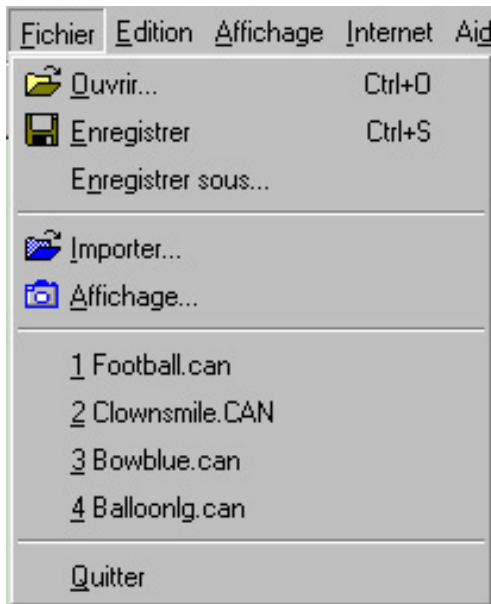 Fichier Edition Affichage Internet Aid
Ouvrir... Ctrl+O
Enregistrer Ctrl+S
Enregistrer sous...
Importer...
Affichage...
1 Football.can
2 Clownsmile.CAN
3 Bowblue.can
4 Balloonlg.can
Quitter